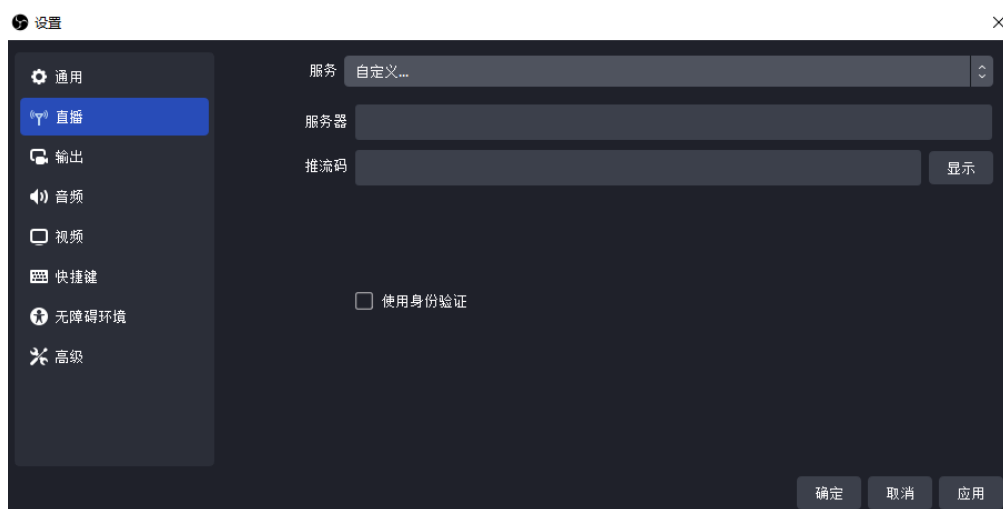 设置
通用
直播
输出
音频
视频
快捷键
无障碍环境
高级
服务 自定义...
服务器
推流码 显示
使用身份验证
确定 取消 应用